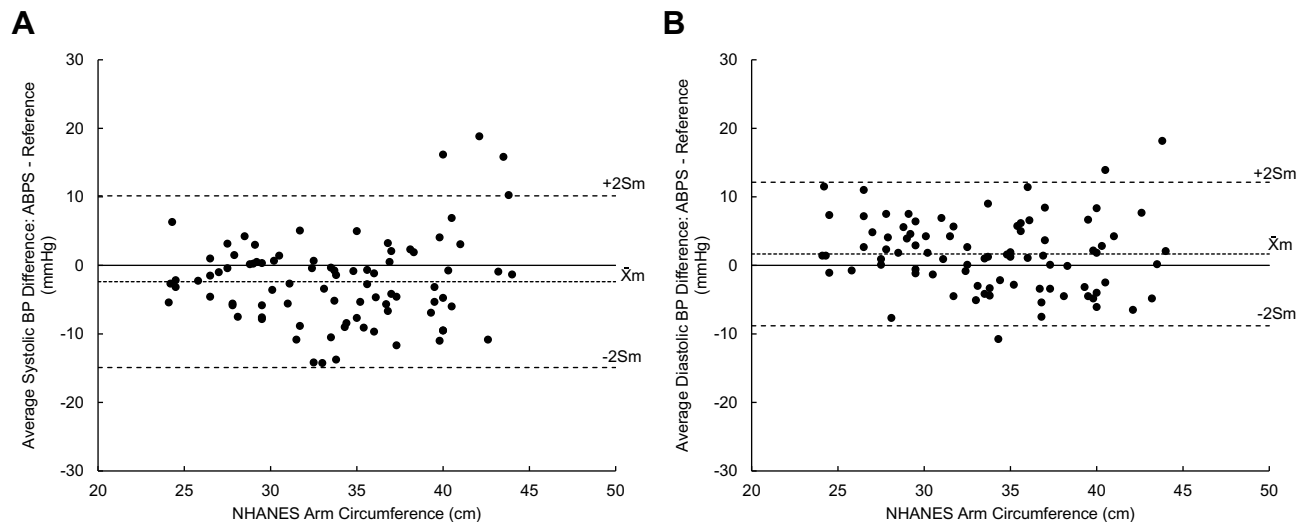 A
Average Systolic BP Difference: ABPS - Reference
(mmHg)
30
20
10
0
-10
-20
-30
20
25
30
35
40
45
50
+2Sm
X̄m
-2Sm
NHANES Arm Circumference (cm)
B
Average Diastolic BP Difference: ABPS - Reference
(mmHg)
30
20
10
0
-10
-20
-30
20
25
30
35
40
45
50
+2Sm
X̄m
-2Sm
NHANES Arm Circumference (cm)